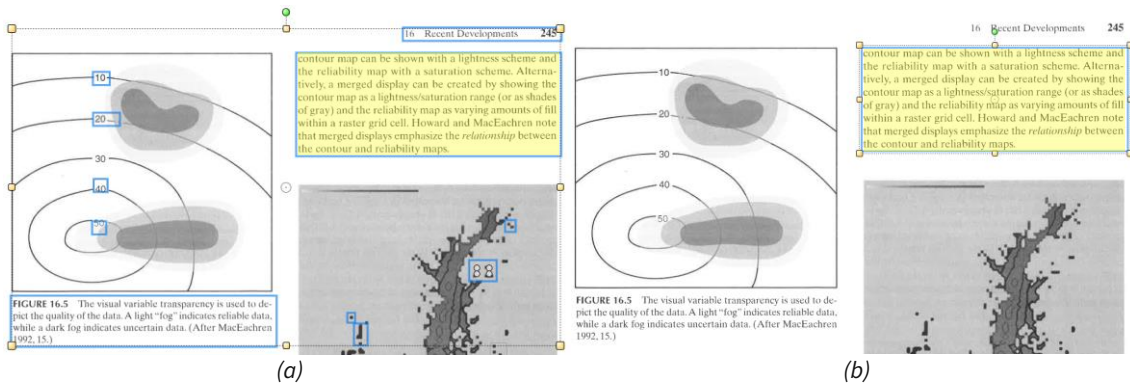 16 Recent Developments 245
contour map can be shown with a lightness scheme and
the reliability map with a saturation scheme. Alterna-
tively, a merged display can be created by showing the
contour map as a lightness/saturation range (or as shades
of gray) and the reliability map as varying amounts of fill
within a raster grid cell. Howard and MacEachren note
that merged displays emphasize the relationship between
the contour and reliability maps.
10
20
30
40
50
88
FIGURE 16.5 The visual variable transparency is used to de-
pict the quality of the data. A light "fog" indicates reliable data,
while a dark fog indicates uncertain data. (After MacEachren
1992, 15.)
(a)
16 Recent Developments 245
contour map can be shown with a lightness scheme and
the reliability map with a saturation scheme. Alterna-
tively, a merged display can be created by showing the
contour map as a lightness/saturation range (or as shades
of gray) and the reliability map as varying amounts of fill
within a raster grid cell. Howard and MacEachren note
that merged displays emphasize the relationship between
the contour and reliability maps.
10
20
30
40
50
FIGURE 16.5 The visual variable transparency is used to de-
pict the quality of the data. A light "fog" indicates reliable data,
while a dark fog indicates uncertain data. (After MacEachren
1992, 15.)
(b)